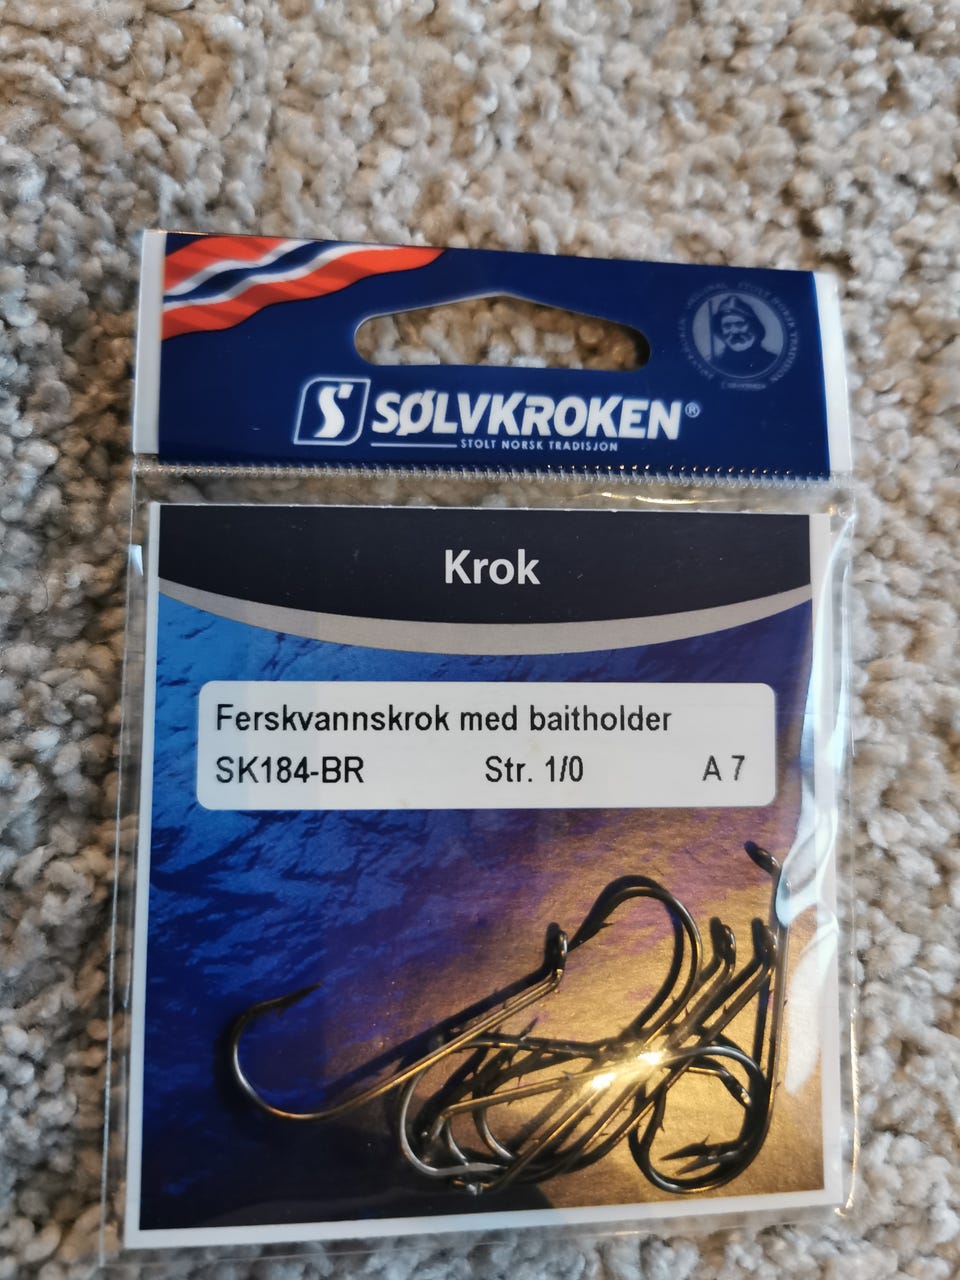 SØLVKROKEN®
STOLT NORSK TRADISJON
Krok
Ferskvannskrok med baitholder
SK184-BR Str. 1/0 A 7